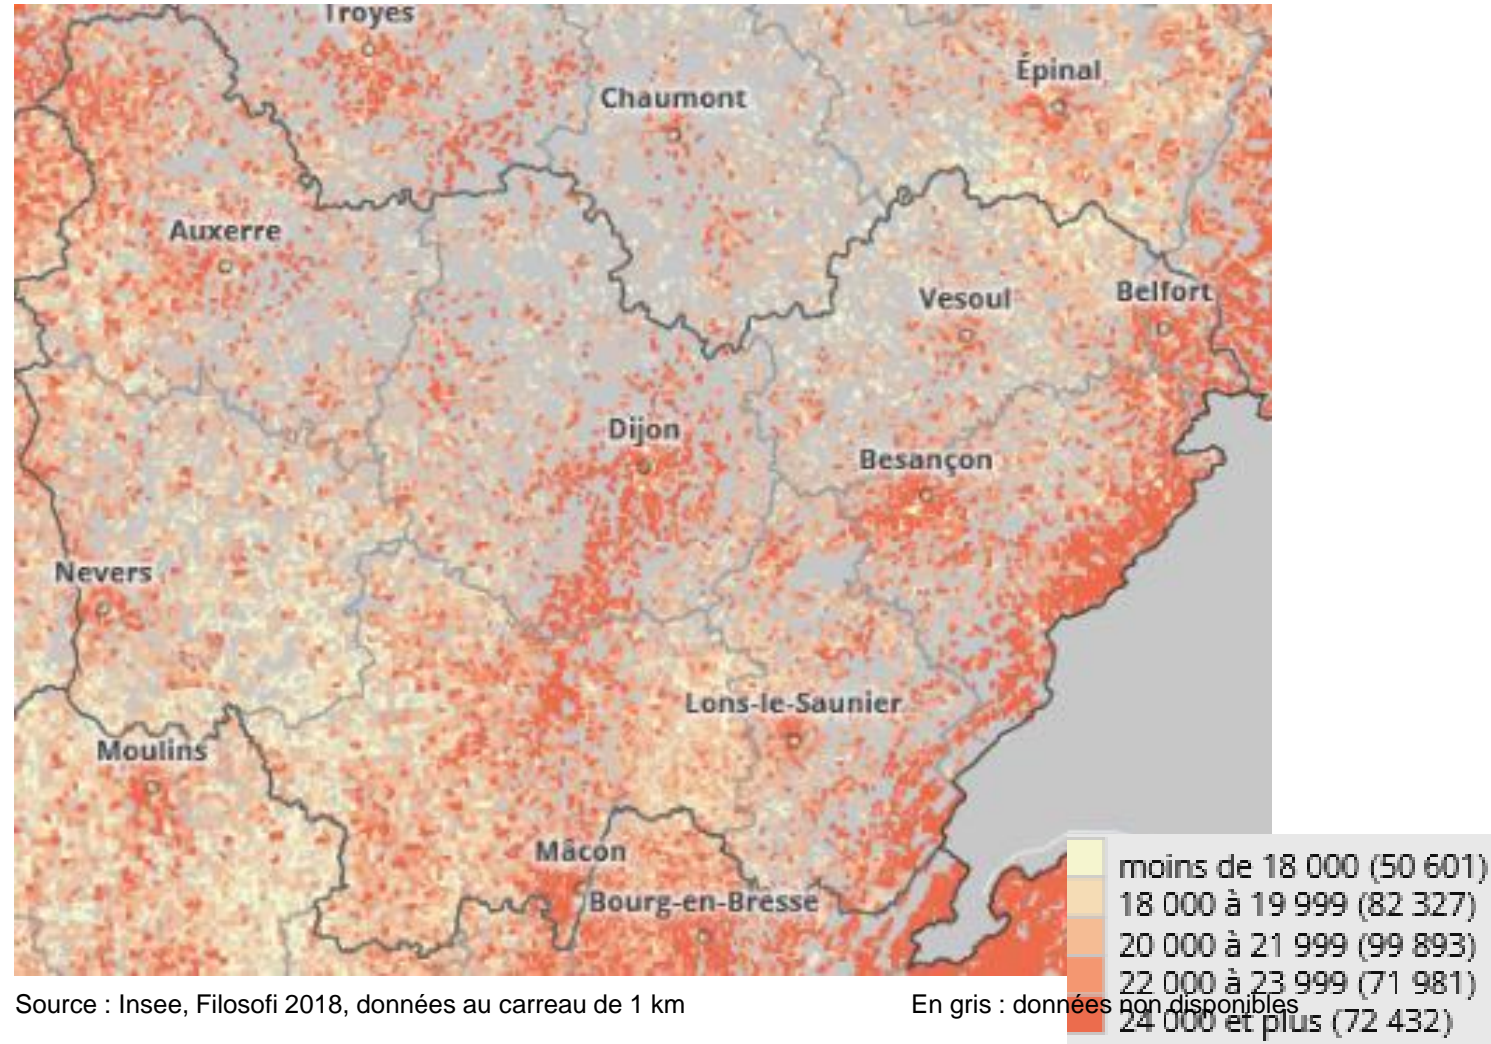 Troyes
Épinal
Chaumont
Auxerre
Belfort
Vesoul
Dijon
Besançon
Nevers
Lons-le-Saunier
Moulins
Mâcon
Bourg-en-Bresse
moins de 18 000 (50 601)
18 000 à 19 999 (82 327)
20 000 à 21 999 (99 893)
22 000 à 23 999 (71 981)
24 000 et plus (72 432)
Source : Insee, Filosofi 2018, données au carreau de 1 km
En gris : données non disponibles